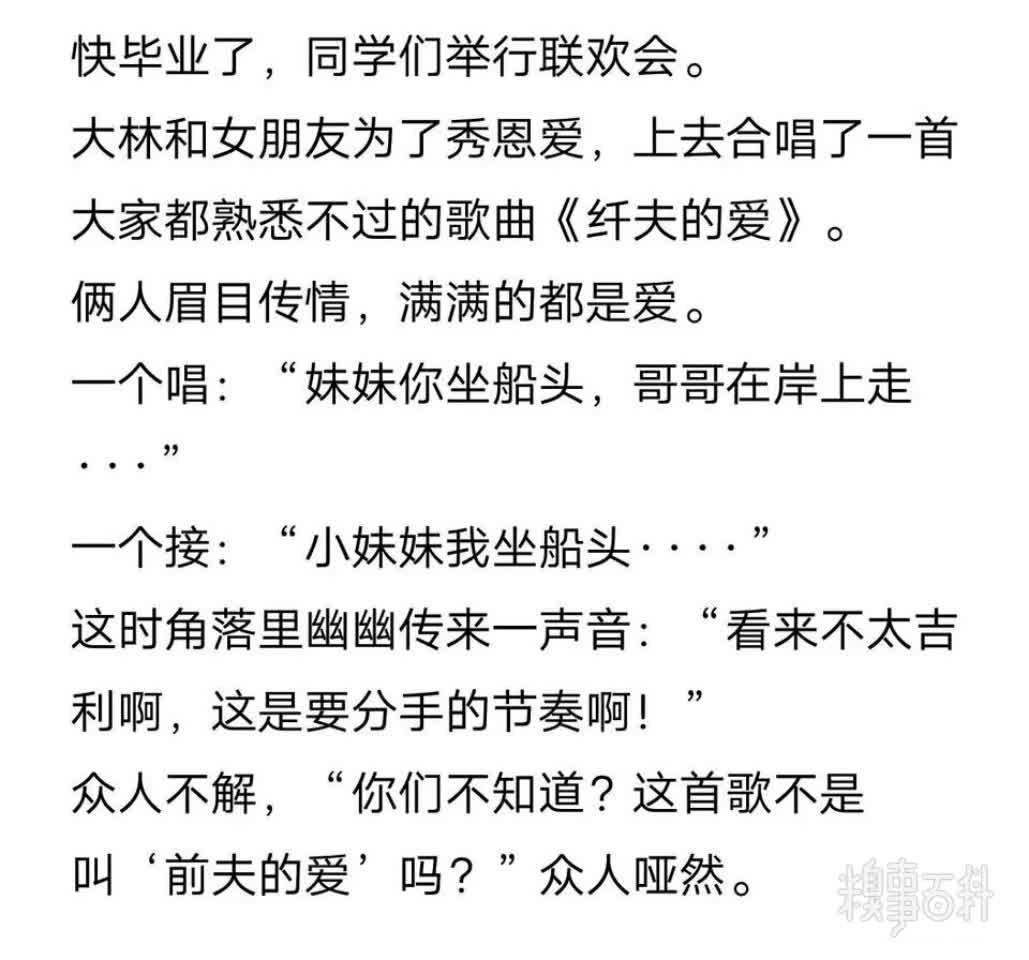 快毕业了，同学们举行联欢会。
大林和女朋友为了秀恩爱，上去合唱了一首
大家都熟悉不过的歌曲《纤夫的爱》。
俩人眉目传情，满满的都是爱。
一个唱：“妹妹你坐船头，哥哥在岸上走
···”
一个接：“小妹妹我坐船头····”
这时角落里幽幽传来一声音：“看来不太吉
利啊，这是要分手的节奏啊！”
众人不解，“你们不知道？这首歌不是
叫‘前夫的爱’吗？”众人哑然。
糗事百科